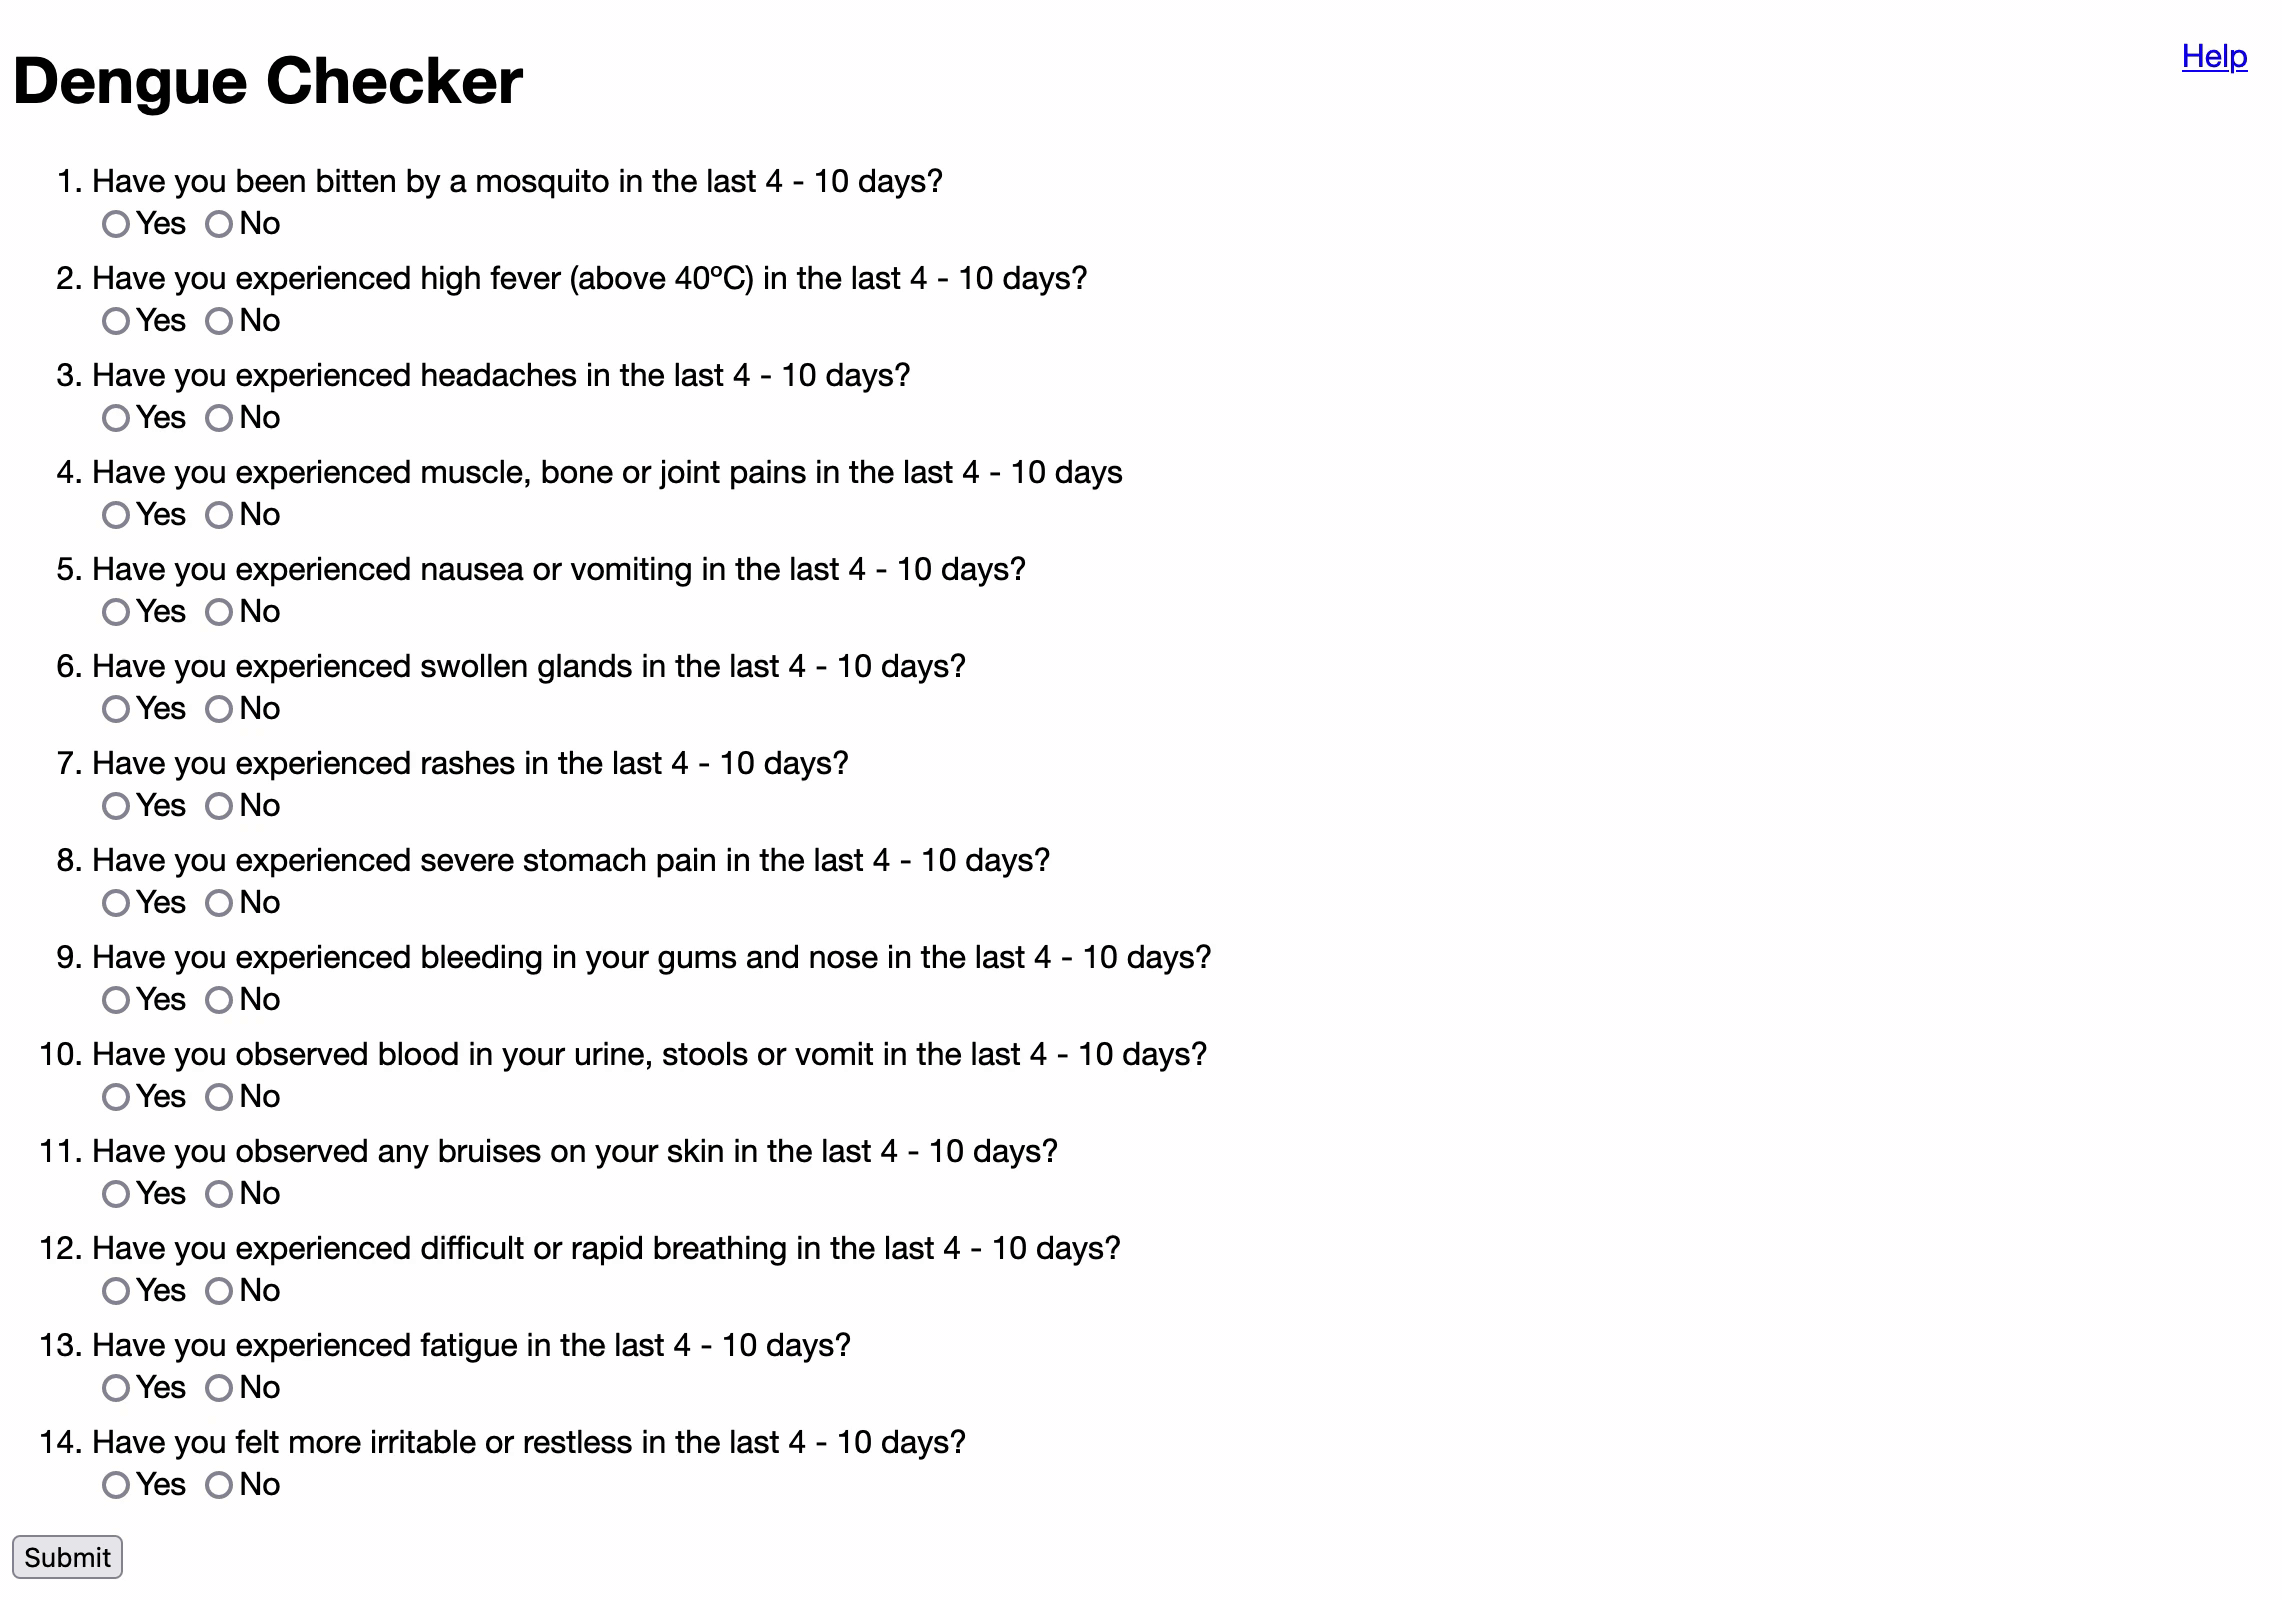 Help
Dengue Checker
1. Have you been bitten by a mosquito in the last 4 - 10 days?
Yes No
2. Have you experienced high fever (above 40ºC) in the last 4 - 10 days?
Yes No
3. Have you experienced headaches in the last 4 - 10 days?
Yes No
4. Have you experienced muscle, bone or joint pains in the last 4 - 10 days
Yes No
5. Have you experienced nausea or vomiting in the last 4 - 10 days?
Yes No
6. Have you experienced swollen glands in the last 4 - 10 days?
Yes No
7. Have you experienced rashes in the last 4 - 10 days?
Yes No
8. Have you experienced severe stomach pain in the last 4 - 10 days?
Yes No
9. Have you experienced bleeding in your gums and nose in the last 4 - 10 days?
Yes No
10. Have you observed blood in your urine, stools or vomit in the last 4 - 10 days?
Yes No
11. Have you observed any bruises on your skin in the last 4 - 10 days?
Yes No
12. Have you experienced difficult or rapid breathing in the last 4 - 10 days?
Yes No
13. Have you experienced fatigue in the last 4 - 10 days?
Yes No
14. Have you felt more irritable or restless in the last 4 - 10 days?
Yes No
Submit